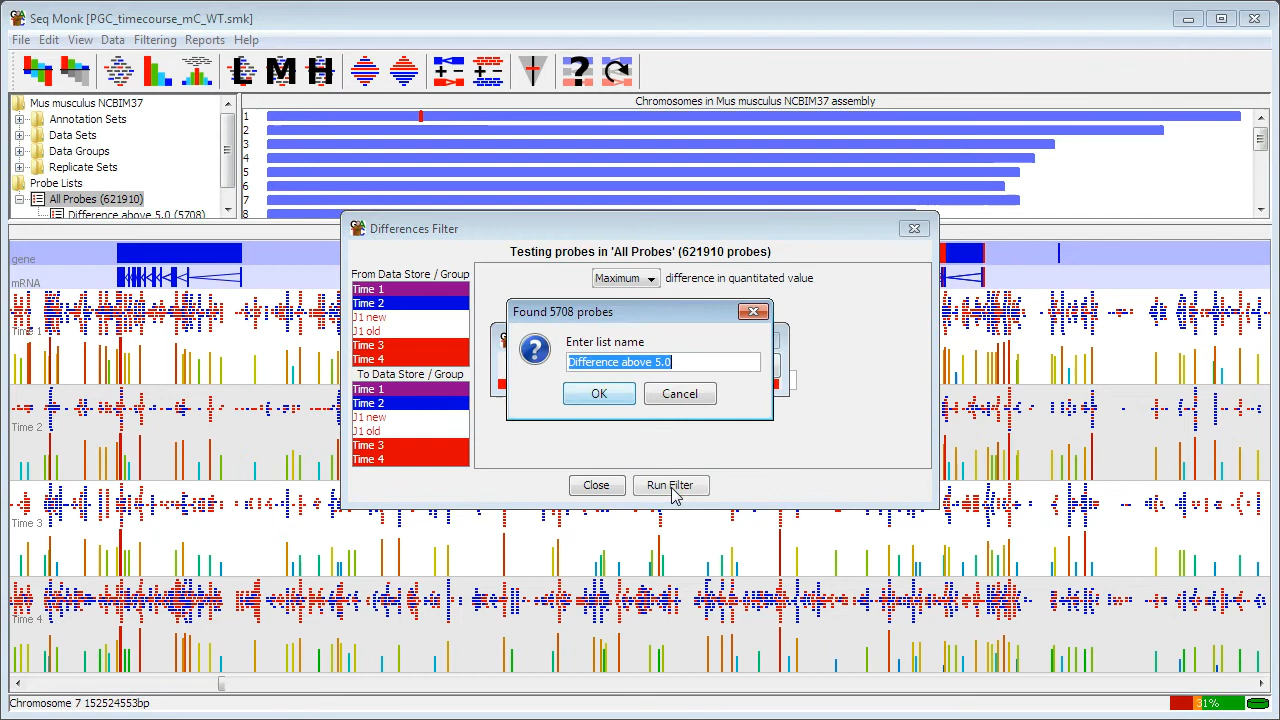 Seq Monk [PGC_timecourse_mC_WT.smk]
File Edit View Data Filtering Reports Help
L M H
Mus musculus NCBIM37
Annotation Sets
Data Sets
Data Groups
Replicate Sets
Probe Lists
All Probes (621910)
Difference above 5.0 (5708)
Chromosomes in Mus musculus NCBIM37 assembly
1
2
3
4
5
6
7
8
gene
mRNA
Time 1
Time 2
Time 3
Time 4
Differences Filter
Testing probes in 'All Probes' (621910 probes)
From Data Store / Group
Time 1
Time 2
J1 new
J1 old
Time 3
Time 4
To Data Store / Group
Time 1
Time 2
J1 new
J1 old
Time 3
Time 4
Maximum difference in quantitated value
Found 5708 probes
Enter list name
Difference above 5.0
OK Cancel
Close Run Filter
Chromosome 7 152524553bp
31%